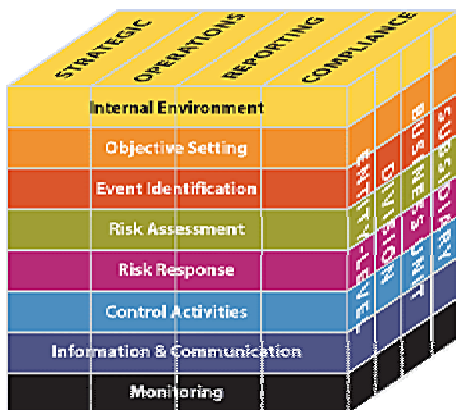 STRATEGIC
OPERATIONS
REPORTING
COMPLIANCE
Internal Environment
Objective Setting
Event Identification
Risk Assessment
Risk Response
Control Activities
Information & Communication
Monitoring
ENTITY-LEVEL
DIVISION
BUSINESS UNIT
SUBSIDIARY